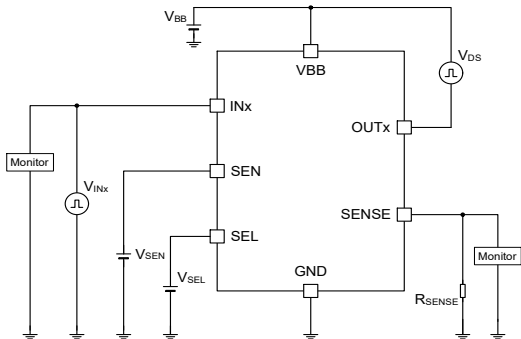 VBB
VBB
VDS
INx
OUTx
Monitor
SEN
VINx
SENSE
SEL
VSEN
Monitor
VSEL
GND
RSENSE